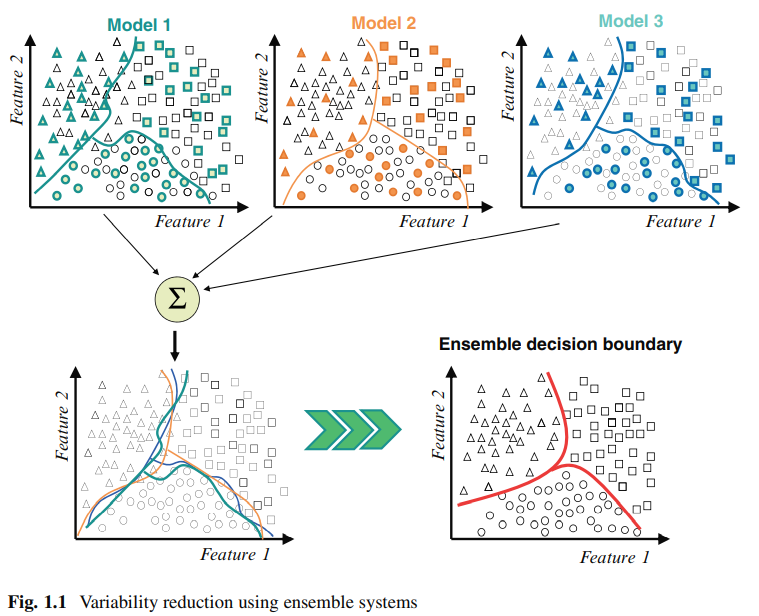 Model 1
Model 2
Model 3
Feature 2
Feature 1
Feature 2
Feature 1
Feature 2
Feature 1
Σ
Ensemble decision boundary
Feature 2
Feature 1
Feature 2
Feature 1
Fig. 1.1 Variability reduction using ensemble systems